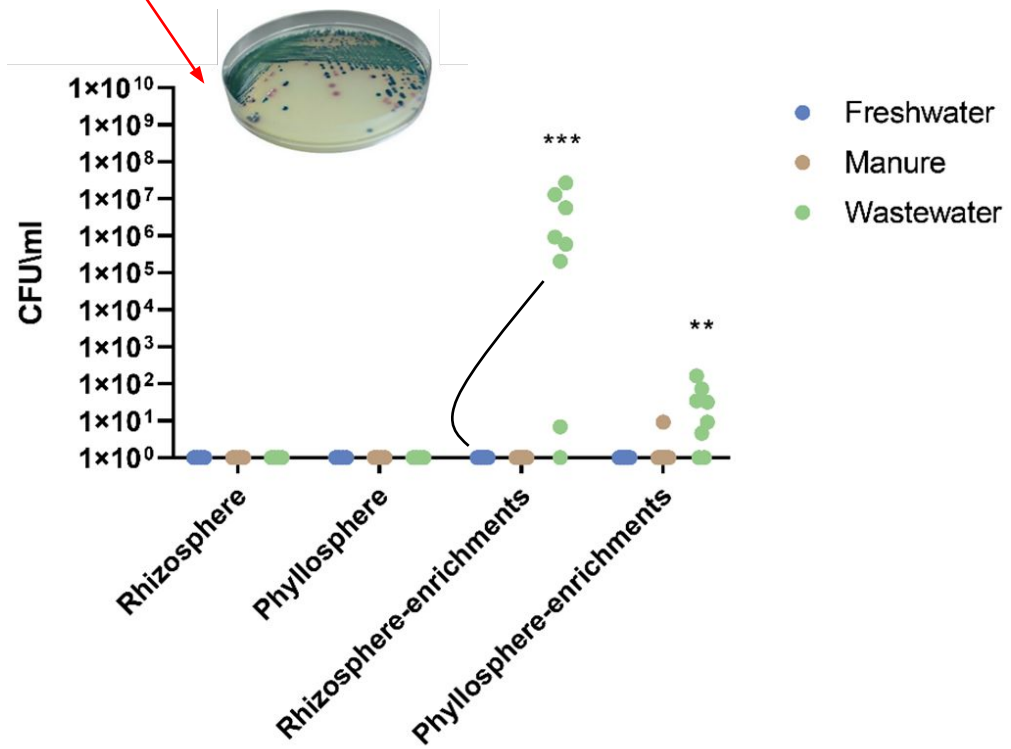 1×10¹⁰
1×10⁹
1×10⁸
1×10⁷
1×10⁶
1×10⁵
1×10⁴
1×10³
1×10²
1×10¹
1×10⁰
CFU\ml
***
**
Freshwater
Manure
Wastewater
Rhizosphere
Phyllosphere
Rhizosphere-enrichments
Phyllosphere-enrichments